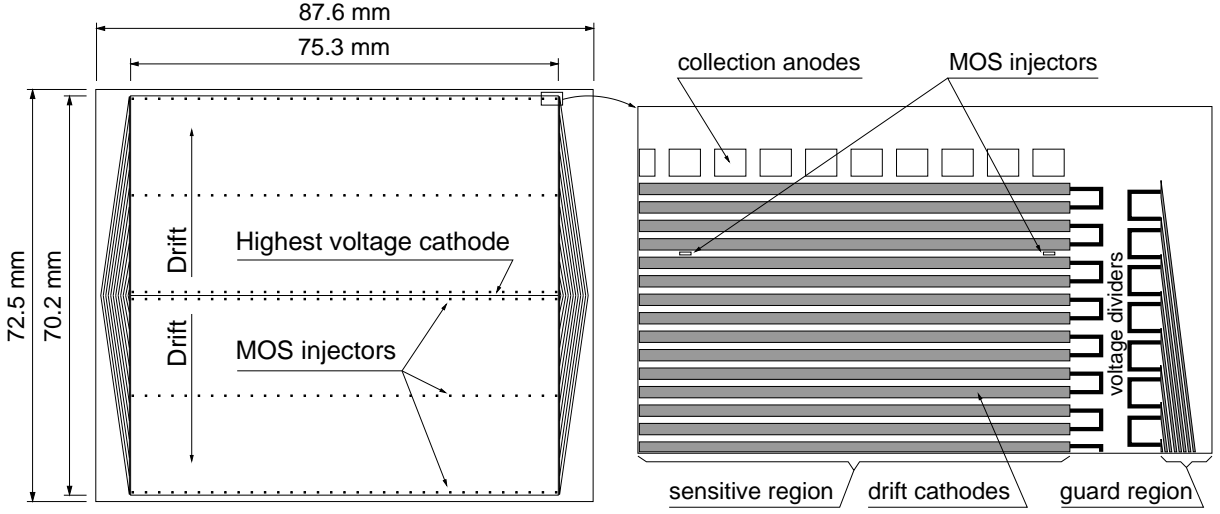 87.6 mm
75.3 mm
72.5 mm
70.2 mm
Drift
Highest voltage cathode
Drift
MOS injectors
collection anodes
MOS injectors
voltage dividers
sensitive region
drift cathodes
guard region